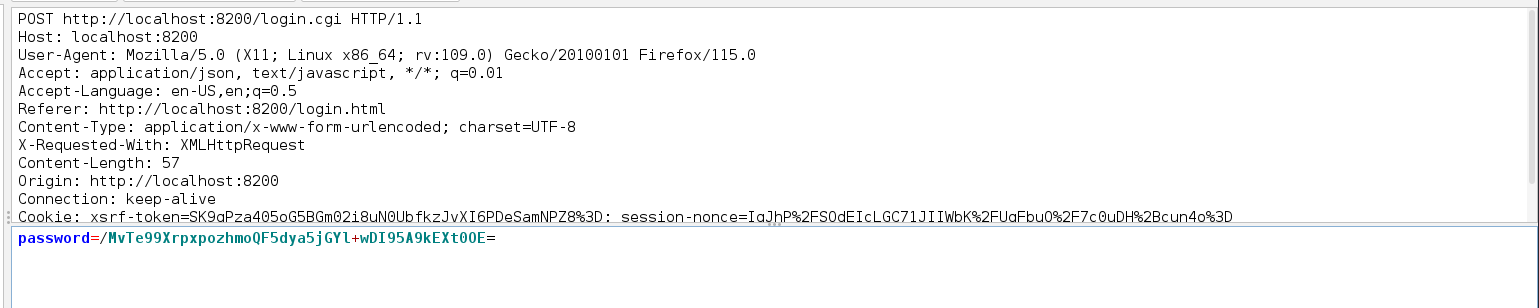 POST http://localhost:8200/login.cgi HTTP/1.1
Host: localhost:8200
User-Agent: Mozilla/5.0 (X11; Linux x86_64; rv:109.0) Gecko/20100101 Firefox/115.0
Accept: application/json, text/javascript, */*; q=0.01
Accept-Language: en-US,en;q=0.5
Referer: http://localhost:8200/login.html
Content-Type: application/x-www-form-urlencoded; charset=UTF-8
X-Requested-With: XMLHttpRequest
Content-Length: 57
Origin: http://localhost:8200
Connection: keep-alive
Cookie: xsrf-token=SK9gPza405oG5BGm02i8uN0UbfkzJvXI6PDeSamNPZ8%3D; session-nonce=IgJhP%2FSOdEIcLGC71JIIWbK%2FUgFbuO%2F7c0uDH%2Bcun4o%3D
password=/MvTe99XrpxpozhmoQF5dya5jGYl+wDI95A9kEXt0OE=